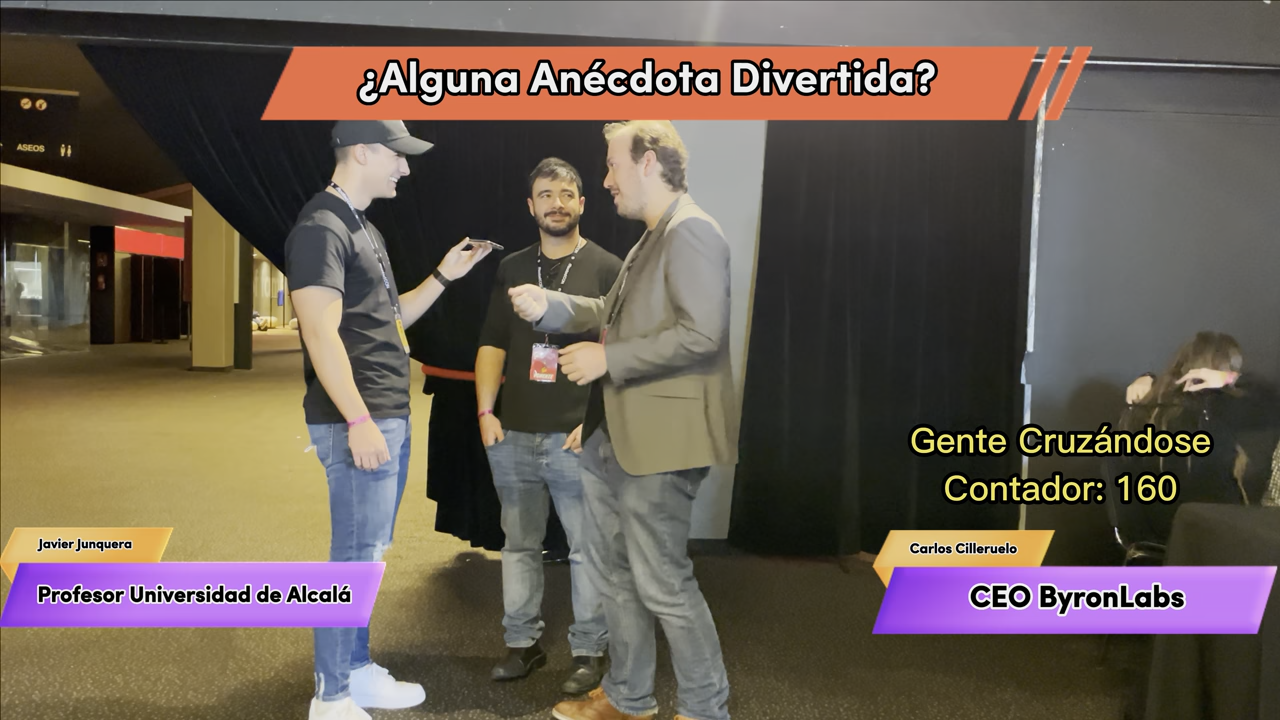 ¿Alguna Anécdota Divertida?
ASEOS
Gente Cruzándose
Contador: 160
Javier Junquera
Profesor Universidad de Alcalá
Carlos Cilleruelo
CEO ByronLabs